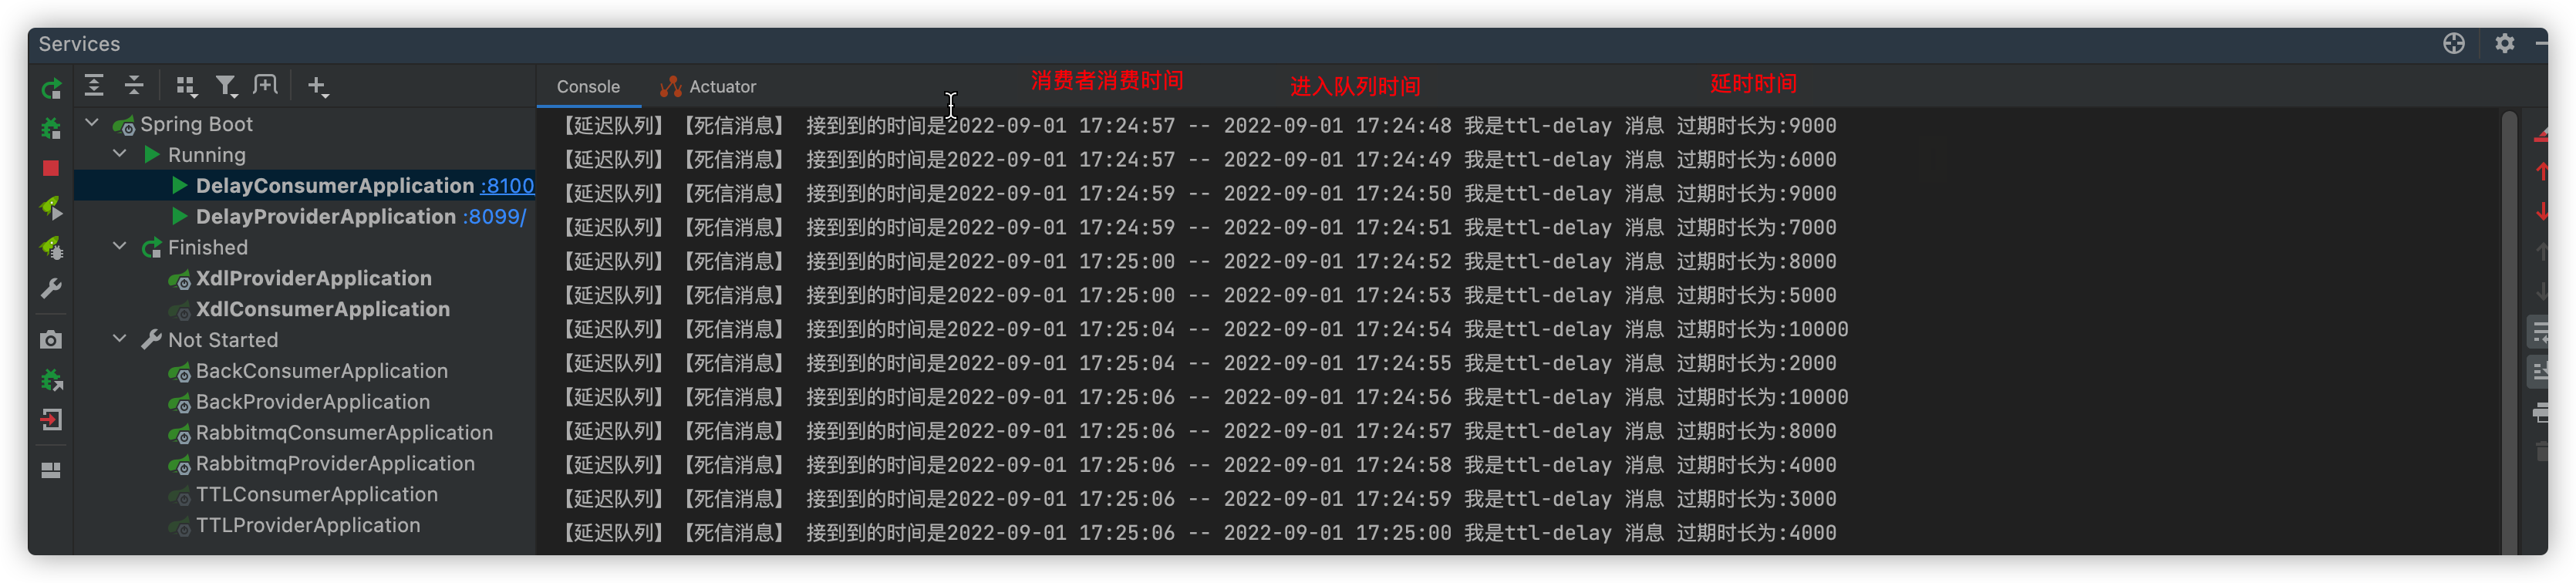 Services
Console
Actuator
消费者消费时间
进入队列时间
延时时间
Spring Boot
Running
DelayConsumerApplication :8100
DelayProviderApplication :8099/
Finished
XdlProviderApplication
XdlConsumerApplication
Not Started
BackConsumerApplication
BackProviderApplication
RabbitmqConsumerApplication
RabbitmqProviderApplication
TTLConsumerApplication
TTLProviderApplication
【延迟队列】【死信消息】 接到到的时间是2022-09-01 17:24:57 -- 2022-09-01 17:24:48 我是ttl-delay 消息 过期时长为:9000
【延迟队列】【死信消息】 接到到的时间是2022-09-01 17:24:57 -- 2022-09-01 17:24:49 我是ttl-delay 消息 过期时长为:6000
【延迟队列】【死信消息】 接到到的时间是2022-09-01 17:24:59 -- 2022-09-01 17:24:50 我是ttl-delay 消息 过期时长为:9000
【延迟队列】【死信消息】 接到到的时间是2022-09-01 17:24:59 -- 2022-09-01 17:24:51 我是ttl-delay 消息 过期时长为:7000
【延迟队列】【死信消息】 接到到的时间是2022-09-01 17:25:00 -- 2022-09-01 17:24:52 我是ttl-delay 消息 过期时长为:8000
【延迟队列】【死信消息】 接到到的时间是2022-09-01 17:25:00 -- 2022-09-01 17:24:53 我是ttl-delay 消息 过期时长为:5000
【延迟队列】【死信消息】 接到到的时间是2022-09-01 17:25:04 -- 2022-09-01 17:24:54 我是ttl-delay 消息 过期时长为:10000
【延迟队列】【死信消息】 接到到的时间是2022-09-01 17:25:04 -- 2022-09-01 17:24:55 我是ttl-delay 消息 过期时长为:2000
【延迟队列】【死信消息】 接到到的时间是2022-09-01 17:25:06 -- 2022-09-01 17:24:56 我是ttl-delay 消息 过期时长为:10000
【延迟队列】【死信消息】 接到到的时间是2022-09-01 17:25:06 -- 2022-09-01 17:24:57 我是ttl-delay 消息 过期时长为:8000
【延迟队列】【死信消息】 接到到的时间是2022-09-01 17:25:06 -- 2022-09-01 17:24:58 我是ttl-delay 消息 过期时长为:4000
【延迟队列】【死信消息】 接到到的时间是2022-09-01 17:25:06 -- 2022-09-01 17:24:59 我是ttl-delay 消息 过期时长为:3000
【延迟队列】【死信消息】 接到到的时间是2022-09-01 17:25:06 -- 2022-09-01 17:25:00 我是ttl-delay 消息 过期时长为:4000